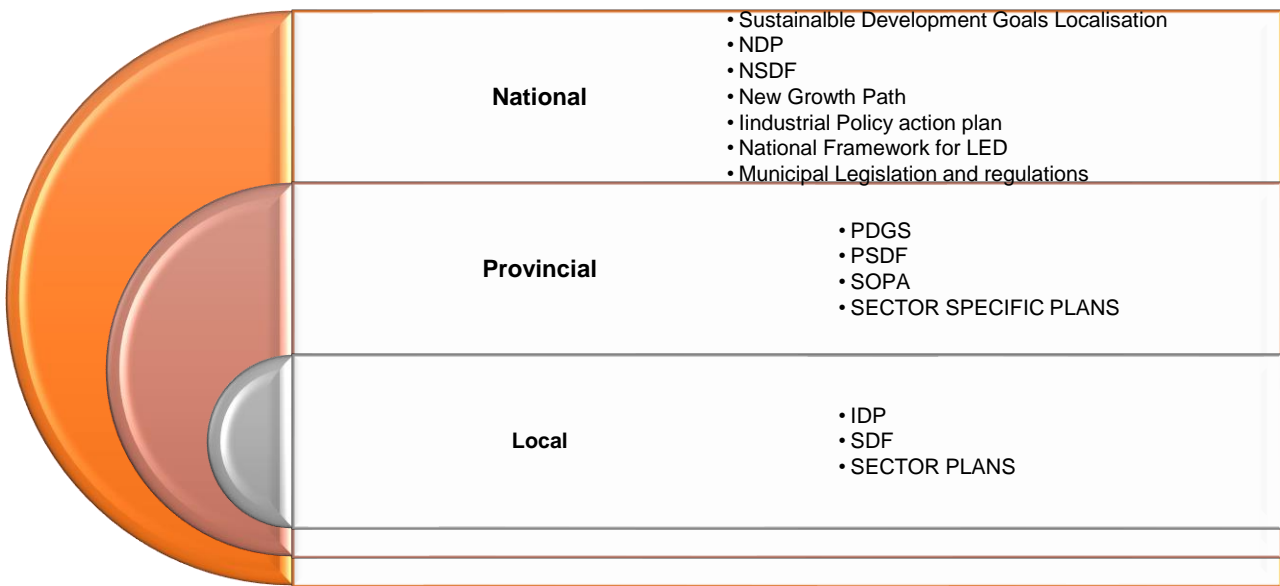 National
• Sustainalble Development Goals Localisation
• NDP
• NSDF
• New Growth Path
• Iindustrial Policy action plan
• National Framework for LED
• Municipal Legislation and regulations
Provincial
• PDGS
• PSDF
• SOPA
• SECTOR SPECIFIC PLANS
Local
• IDP
• SDF
• SECTOR PLANS